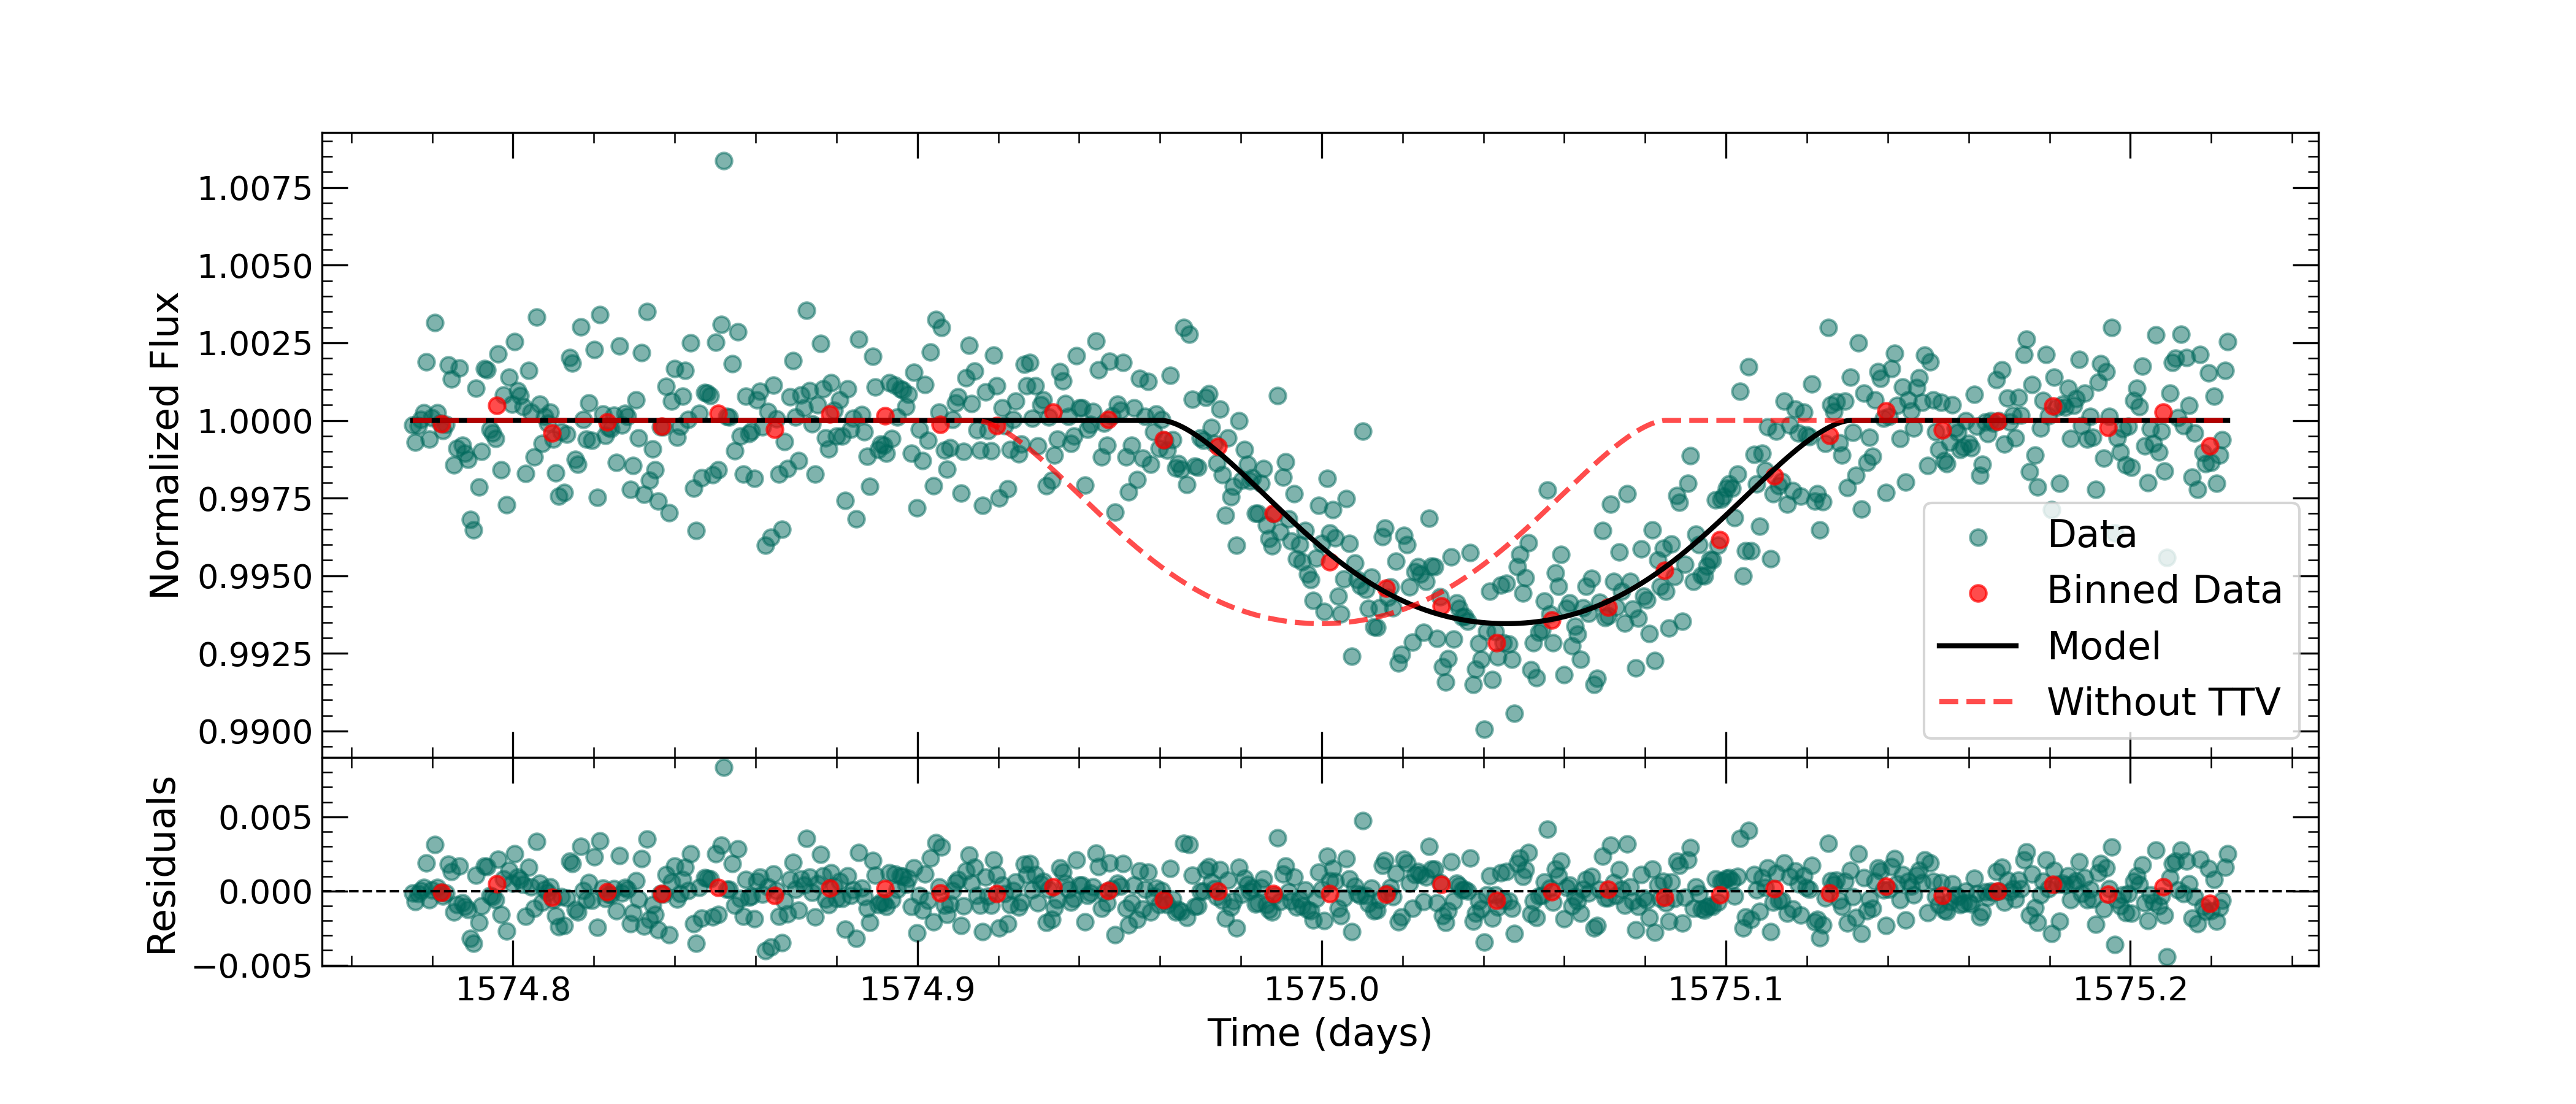 1.0075
1.0050
1.0025
1.0000
0.9975
0.9950
0.9925
0.9900
Normalized Flux
Data
Binned Data
Model
Without TTV
0.005
0.000
−0.005
Residuals
1574.8 1574.9 1575.0 1575.1 1575.2
Time (days)